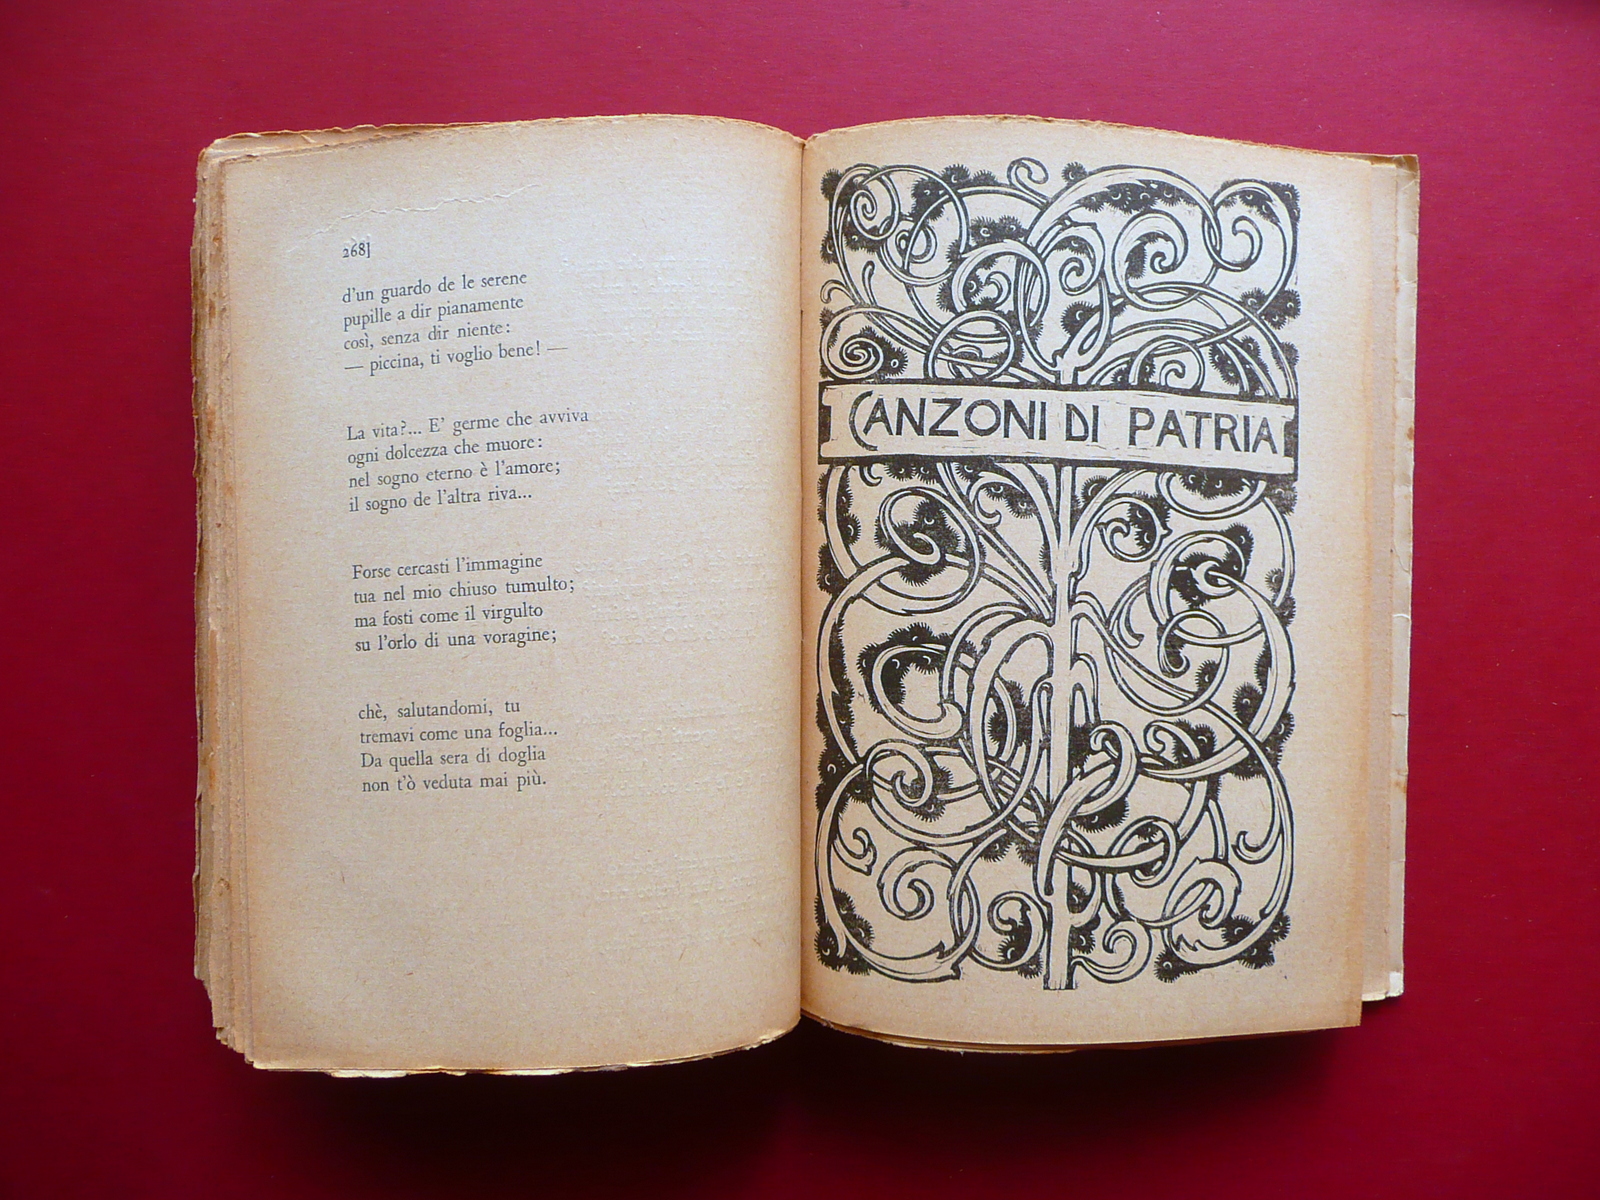 268]
d'un guardo de le serene
pupille a dir pianamente
così, senza dir niente:
— piccina, ti voglio bene! —
La vita?... E' germe che avviva
ogni dolcezza che muore:
nel sogno eterno è l'amore;
il sogno de l'altra riva...
Forse cercasti l'immagine
tua nel mio chiuso tumulto;
ma fosti come il virgulto
su l'orlo di una voragine;
chè, salutandomi, tu
tremavi come una foglia...
Da quella sera di doglia
non t'ò veduta mai più.
CANZONI DI PATRIA